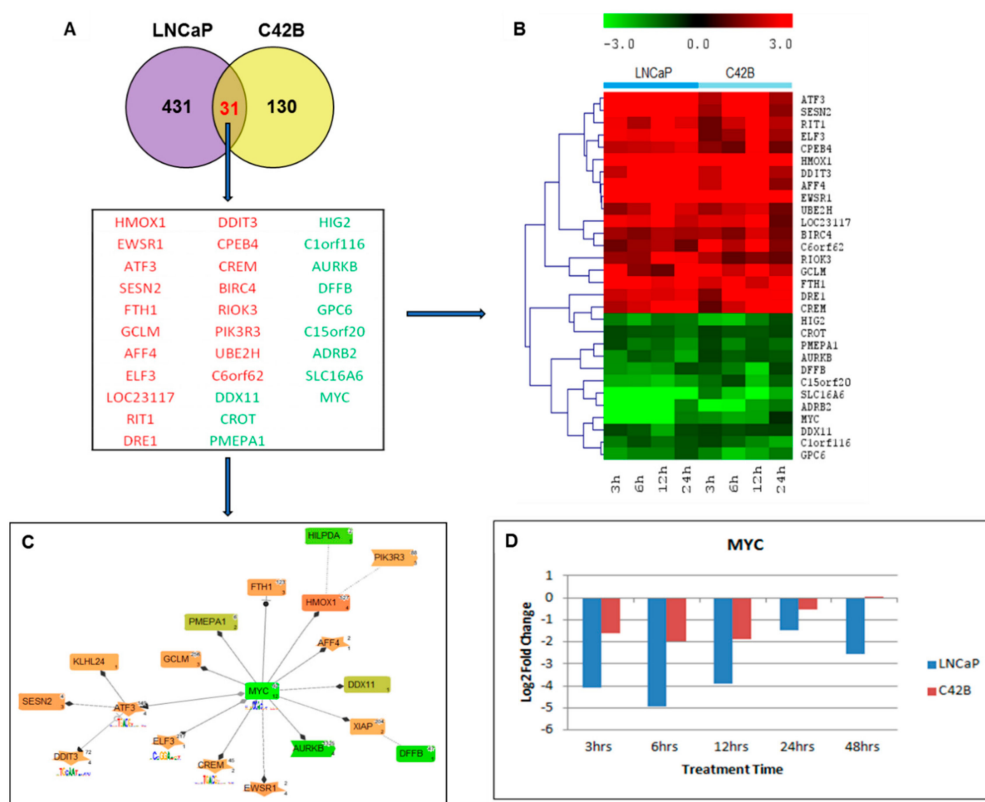 A
LNCaP C42B
431 31 130
HMOX1 DDIT3 HIG2
EWSR1 CPEB4 C1orf116
ATF3 CREM AURKB
SESN2 BIRC4 DFFB
FTH1 RIOK3 GPC6
GCLM PIK3R3 C15orf20
AFF4 UBE2H ADRB2
ELF3 C6orf62 SLC16A6
LOC23117 DDX11 MYC
RIT1 CROT
DRE1 PMEPA1
B
-3.0 0.0 3.0
LNCaP C42B
ATF3
SESN2
RIT1
ELF3
CPEB4
HMOX1
DDIT3
AFF4
EWSR1
UBE2H
LOC23117
BIRC4
C6orf62
RIOK3
GCLM
FTH1
DRE1
CREM
HIG2
CROT
PMEPA1
AURKB
DFFB
C15orf20
SLC16A6
ADRB2
MYC
DDX11
C1orf116
GPC6
3h 6h 12h 24h 3h 6h 12h 24h
C
HILPDA
PIK3R3
FTH1
HMOX1
PMEPA1
AFF4
KLHL24
GCLM
MYC
DDX11
SESN2
ATF3
XIAP
ELF3
AURKB
DFFB
DDIT3
CREM
EWSR1
D
MYC
Log2 Fold Change
1
0
-1
-2
-3
-4
-5
-6
3hrs 6hrs 12hrs 24hrs 48hrs
Treatment Time
LNCaP
C42B